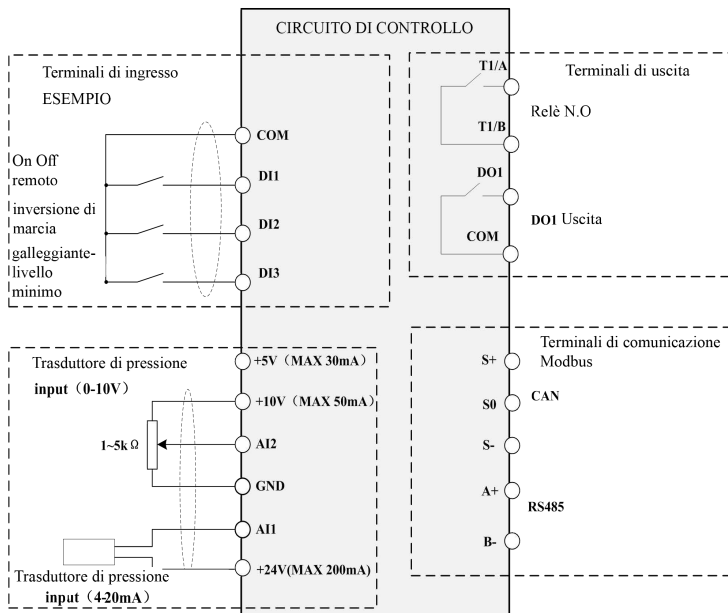 CIRCUITO DI CONTROLLO
Terminali di ingresso
ESEMPIO
COM
On Off
remoto
DI1
inversione di
marcia
DI2
galleggiante-
livello
minimo
DI3
T1/A
Terminali di uscita
Relè N.O
T1/B
DO1
DO1 Uscita
COM
Trasduttore di pressione
input（0-10V）
+5V（MAX 30mA）
+10V（MAX 50mA）
1~5k Ω
AI2
GND
AI1
+24V(MAX 200mA)
Trasduttore di pressione
input（4-20mA）
Terminali di comunicazione
Modbus
S+
CAN
S0
S-
A+
RS485
B-